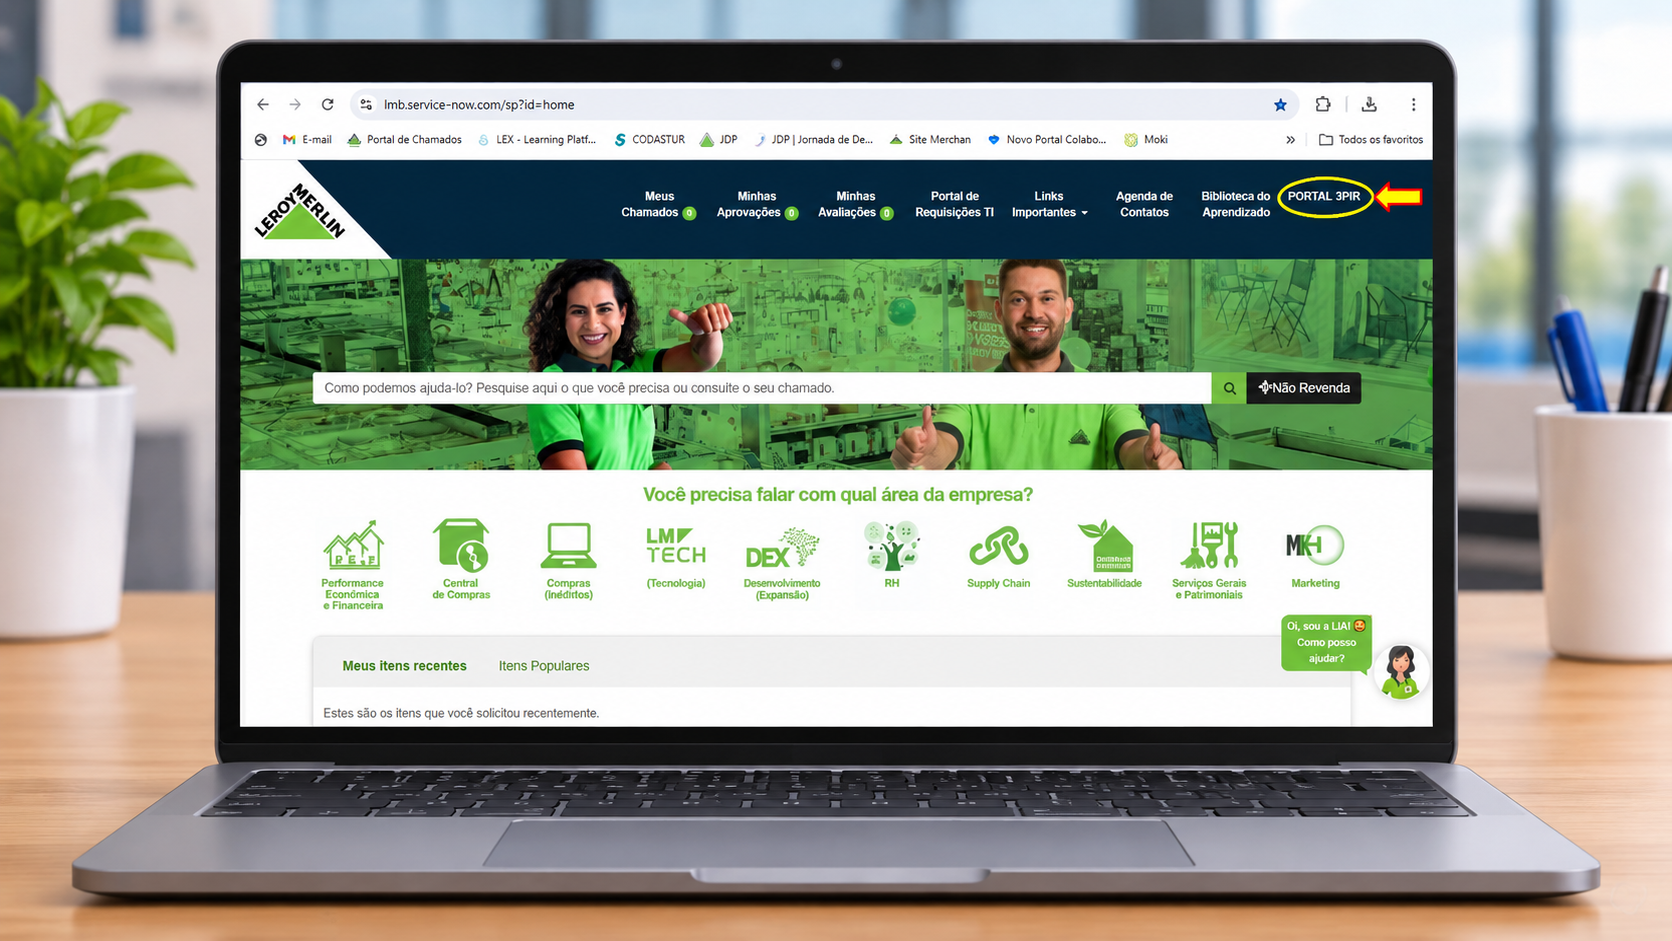 lmb.service-now.com/sp?id=home
E-mail
Portal de Chamados
LEX - Learning Platf...
CODASTUR
JDP
JDP | Jornada de De...
Site Merchan
Novo Portal Colabo...
Moki
»
Todos os favoritos
LEROY MERLIN
Meus
Chamados 0
Minhas
Aprovações 0
Minhas
Avaliações 0
Portal de
Requisições TI
Links
Importantes
Agenda de
Contatos
Biblioteca do
Aprendizado
PORTAL 3PIR
Como podemos ajuda-lo? Pesquise aqui o que você precisa ou consulte o seu chamado.
Não Revenda
Você precisa falar com qual área da empresa?
P.E.F
Performance
Econômica
e Financeira
Central
de Compras
Compras
(Inéditos)
LM
TECH
(Tecnologia)
DEX
Desenvolvimento
(Expansão)
RH
Supply Chain
Sustentabilidade
Serviços Gerais
e Patrimoniais
Marketing
Oi, sou a LIA!
Como posso
ajudar?
Meus itens recentes
Itens Populares
Estes são os itens que você solicitou recentemente.